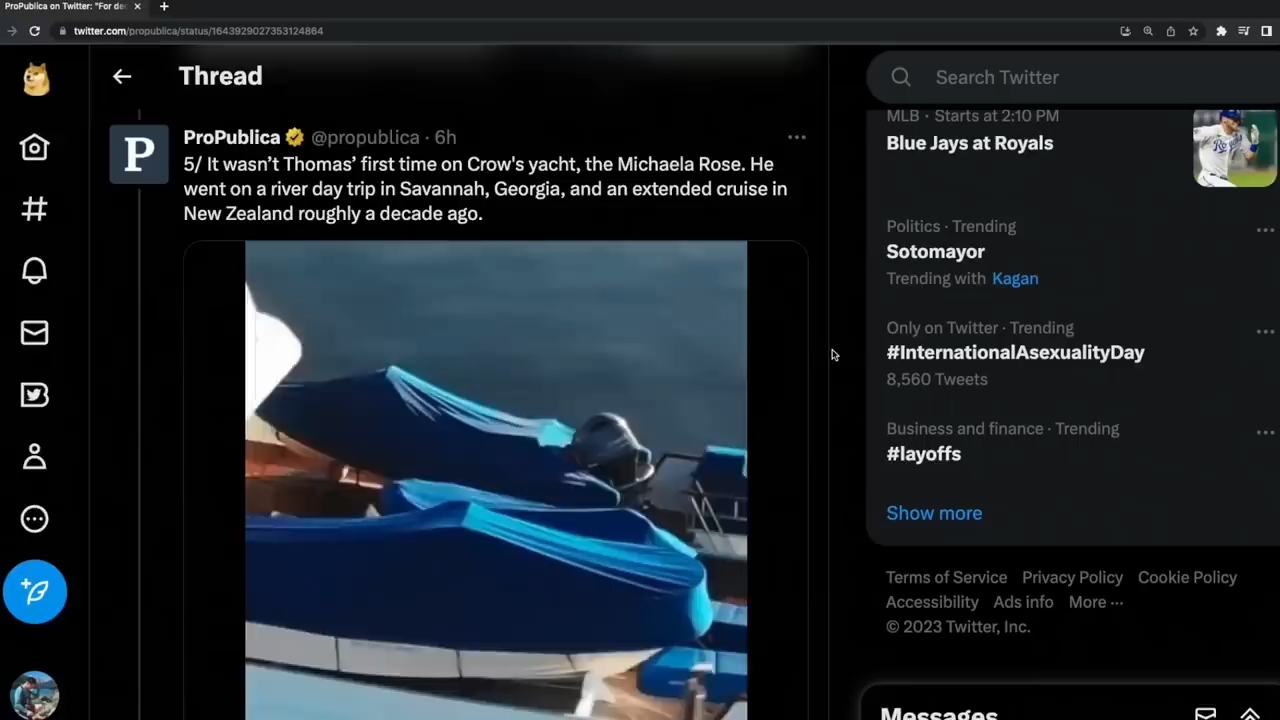 ProPublica on Twitter: "For de
twitter.com/propublica/status/1643929027353124864
Thread
ProPublica @propublica · 6h
5/ It wasn’t Thomas’ first time on Crow's yacht, the Michaela Rose. He
went on a river day trip in Savannah, Georgia, and an extended cruise in
New Zealand roughly a decade ago.
P
Search Twitter
MLB · Starts at 2:10 PM
Blue Jays at Royals
Royals
Politics · Trending
Sotomayor
Trending with Kagan
Only on Twitter · Trending
#InternationalAsexualityDay
8,560 Tweets
Business and finance · Trending
#layoffs
Show more
Terms of Service Privacy Policy Cookie Policy
Accessibility Ads info More ···
© 2023 Twitter, Inc.
Messages